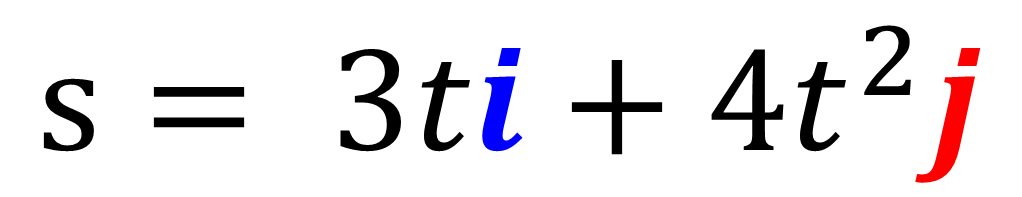 s = 3ti + 4t²j